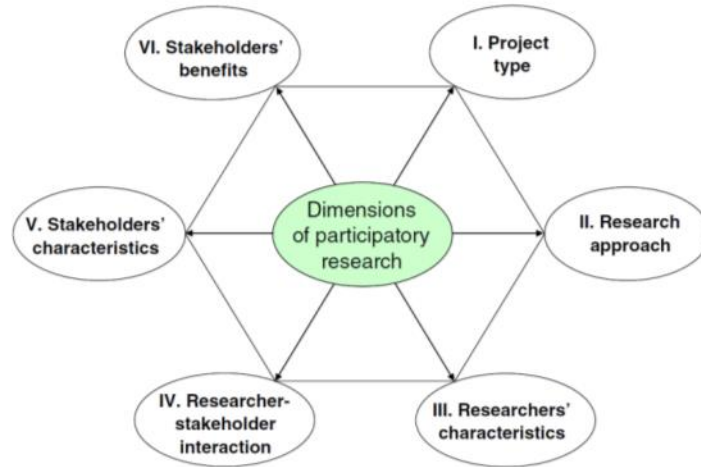 VI. Stakeholders'
benefits
I. Project
type
Dimensions
of participatory
research
V. Stakeholders'
characteristics
II. Research
approach
IV. Researcher-
stakeholder
interaction
III. Researchers'
characteristics